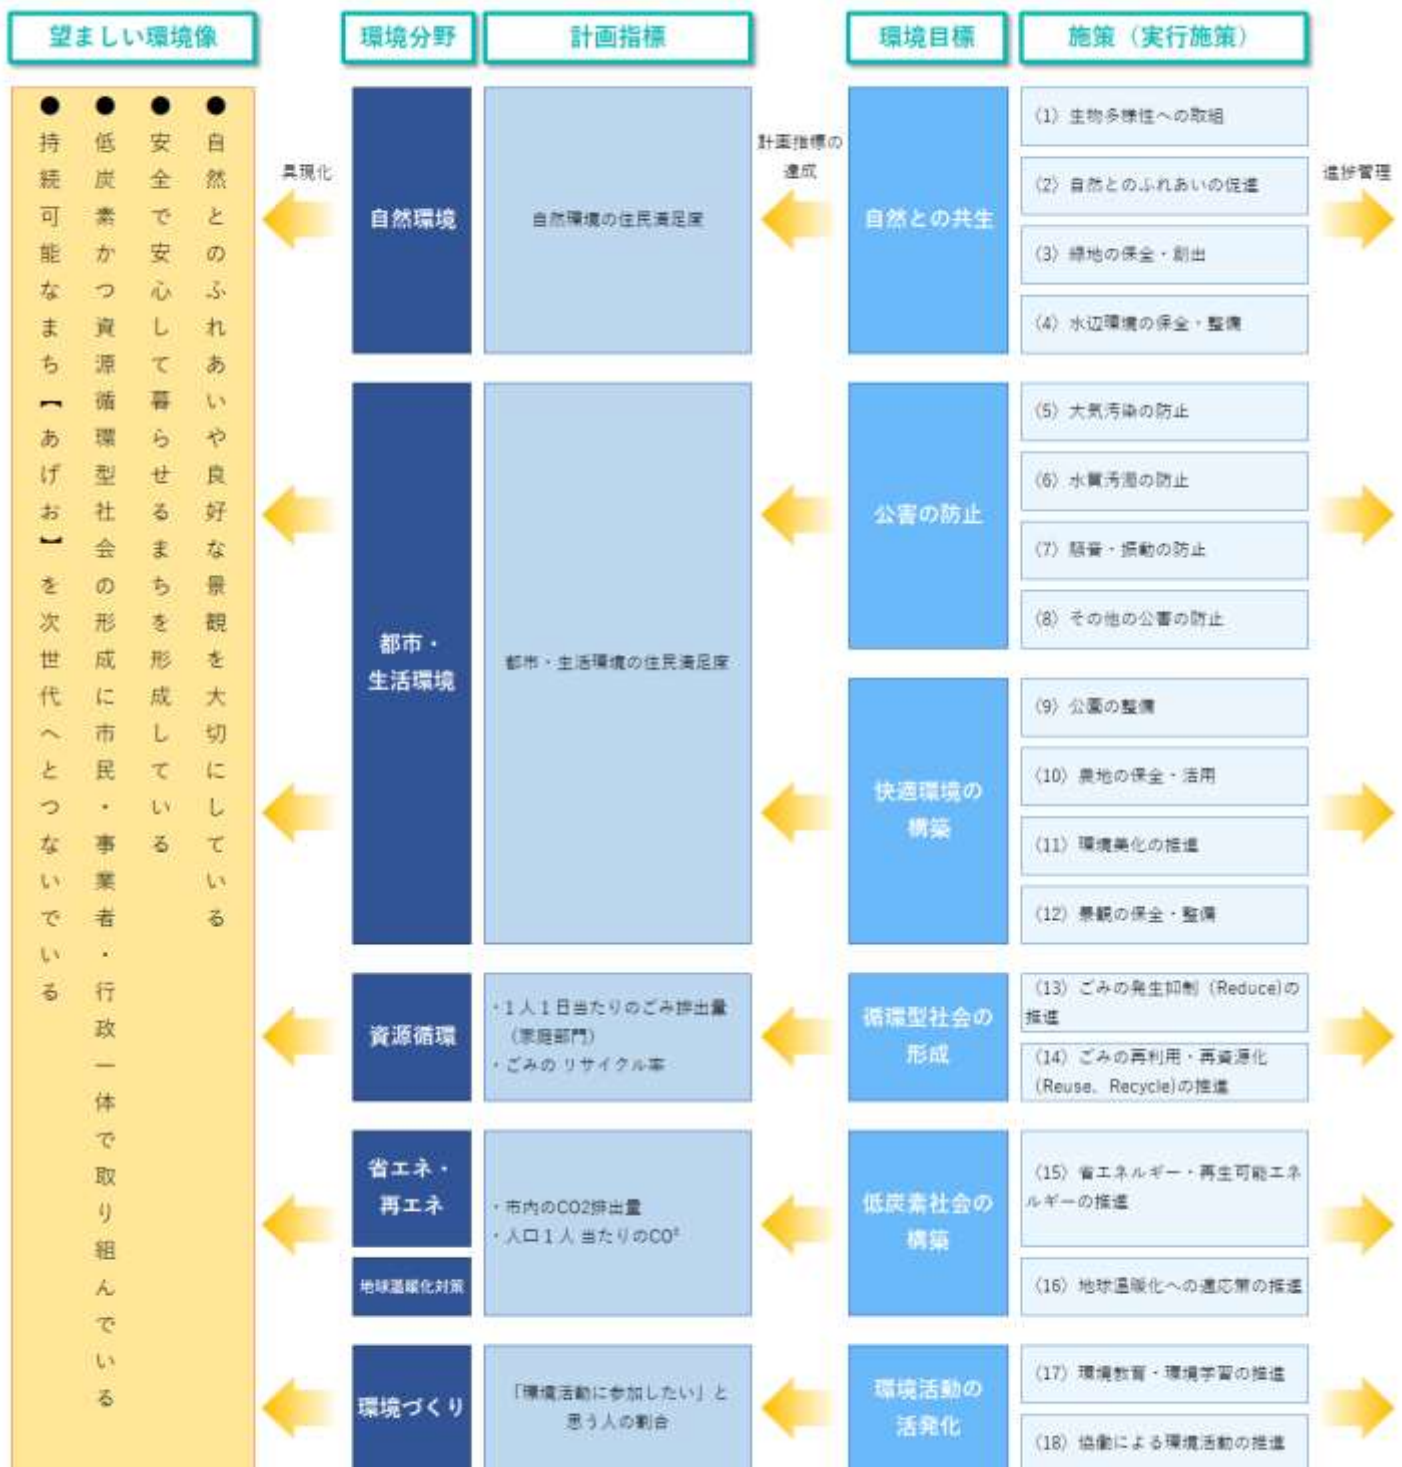 望ましい環境像
環境分野
計画指標
環境目標
施策（実行施策）
●自然とのふれあいや良好な景観を大切にしている
●安全で安心して暮らせるまちを形成している
●低炭素かつ資源循環型社会の形成に市民・事業者・行政一体で取り組んでいる
●持続可能なまち【あげお】を次世代へとつないでいる
具現化
計画指標の
達成
進捗管理
自然環境
自然環境の住民満足度
自然との共生
(1) 生物多様性への取組
(2) 自然とのふれあいの促進
(3) 緑地の保全・創出
(4) 水辺環境の保全・整備
都市・
生活環境
都市・生活環境の住民満足度
公害の防止
(5) 大気汚染の防止
(6) 水質汚濁の防止
(7) 騒音・振動の防止
(8) その他の公害の防止
快適環境の
構築
(9) 公園の整備
(10) 農地の保全・活用
(11) 環境美化の推進
(12) 景観の保全・整備
資源循環
・1人1日当たりのごみ排出量
（家庭部門）
・ごみの リサイクル率
循環型社会の
形成
(13) ごみの発生抑制（Reduce)の
推進
(14) ごみの再利用・再資源化
(Reuse、Recycle)の推進
省エネ・
再エネ
地球温暖化対策
・市内のCO2排出量
・人口1人 当たりのCO²
低炭素社会の
構築
(15) 省エネルギー・再生可能エネ
ルギーの推進
(16) 地球温暖化への適応策の推進
環境づくり
「環境活動に参加したい」と
思う人の割合
環境活動の
活発化
(17) 環境教育・環境学習の推進
(18) 協働による環境活動の推進